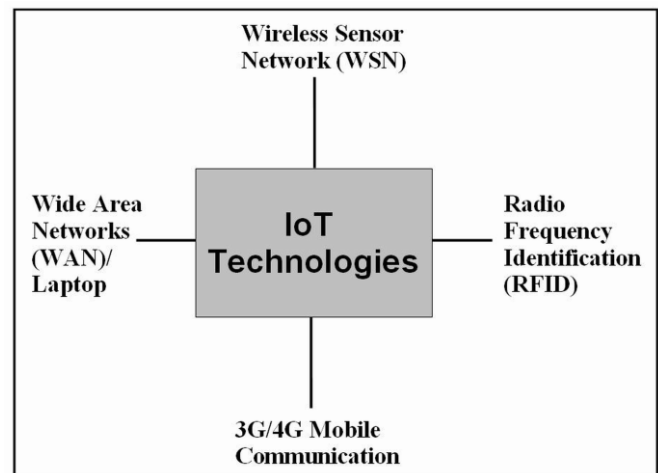 Wireless Sensor
Network (WSN)
Wide Area
Networks
(WAN)/
Laptop
IoT
Technologies
Radio
Frequency
Identification
(RFID)
3G/4G Mobile
Communication